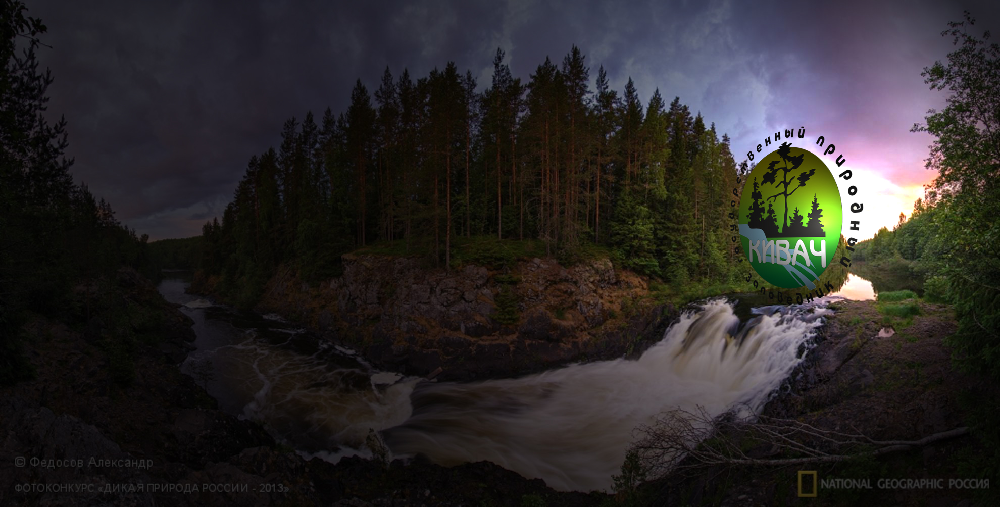 государственный природный
КИВАЧ
заповедник
© Федосов Александр
ФОТОКОНКУРС «ДИКАЯ ПРИРОДА РОССИИ - 2013»
NATIONAL GEOGRAPHIC РОССИЯ